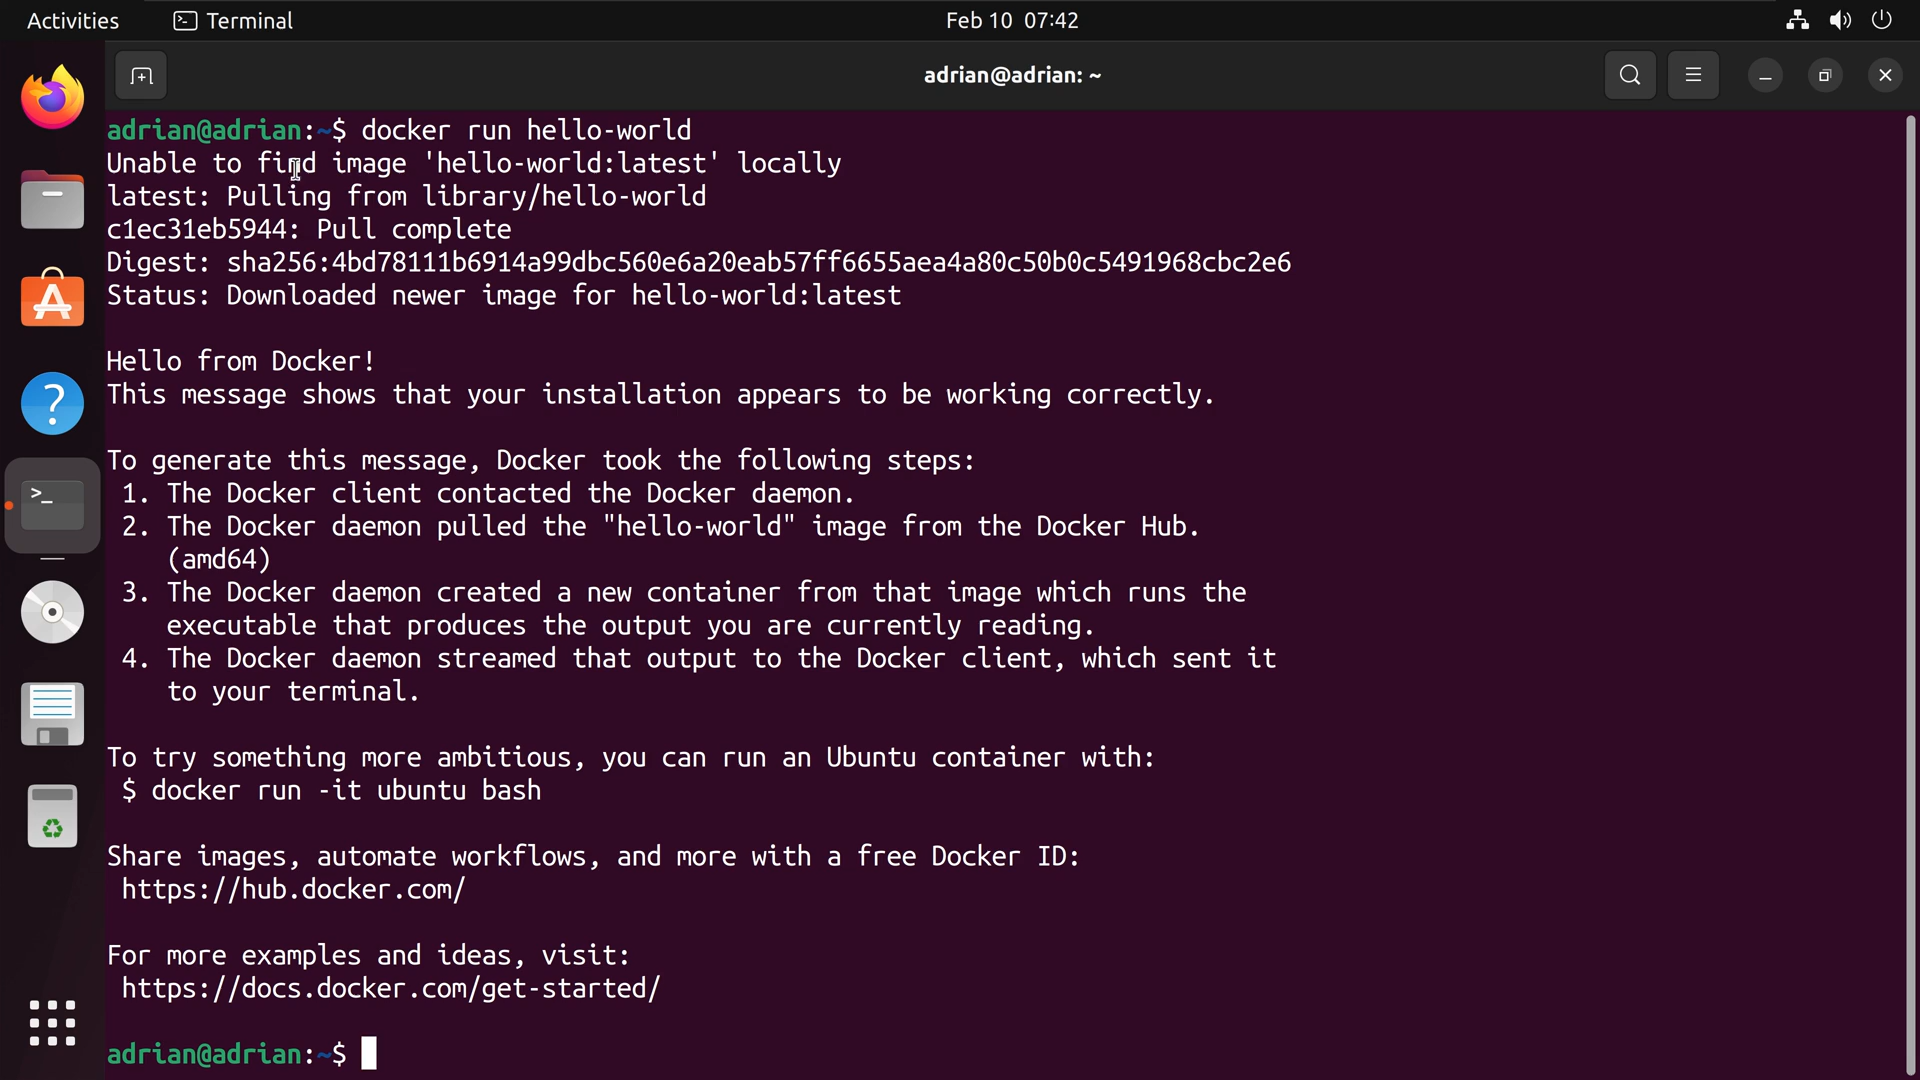 Activities Terminal Feb 10 07:42
adrian@adrian: ~
adrian@adrian:~$ docker run hello-world
Unable to find image 'hello-world:latest' locally
latest: Pulling from library/hello-world
c1ec31eb5944: Pull complete
Digest: sha256:4bd78111b6914a99dbc560e6a20eab57ff6655aea4a80c50b0c5491968cbc2e6
Status: Downloaded newer image for hello-world:latest

Hello from Docker!
This message shows that your installation appears to be working correctly.

To generate this message, Docker took the following steps:
 1. The Docker client contacted the Docker daemon.
 2. The Docker daemon pulled the "hello-world" image from the Docker Hub.
    (amd64)
 3. The Docker daemon created a new container from that image which runs the
    executable that produces the output you are currently reading.
 4. The Docker daemon streamed that output to the Docker client, which sent it
    to your terminal.

To try something more ambitious, you can run an Ubuntu container with:
 $ docker run -it ubuntu bash

Share images, automate workflows, and more with a free Docker ID:
 https://hub.docker.com/

For more examples and ideas, visit:
 https://docs.docker.com/get-started/

adrian@adrian:~$